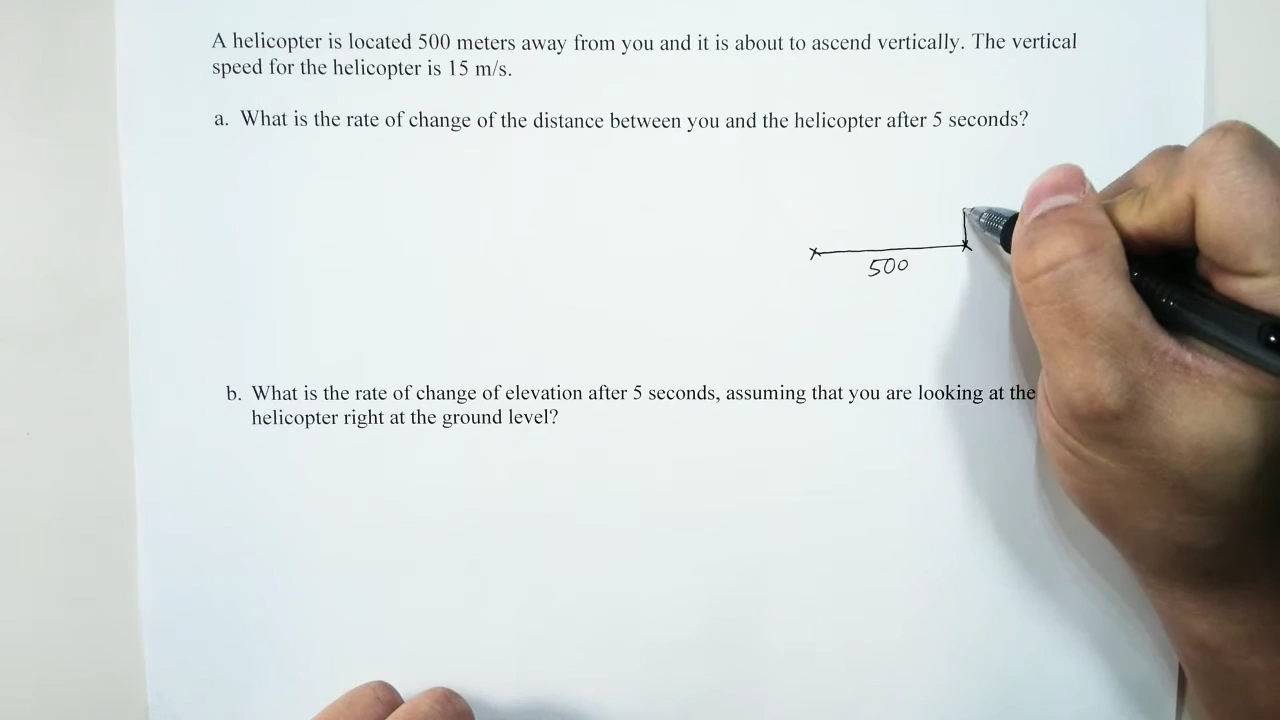 A helicopter is located 500 meters away from you and it is about to ascend vertically. The vertical
speed for the helicopter is 15 m/s.
a. What is the rate of change of the distance between you and the helicopter after 5 seconds?
500
b. What is the rate of change of elevation after 5 seconds, assuming that you are looking at the
helicopter right at the ground level?